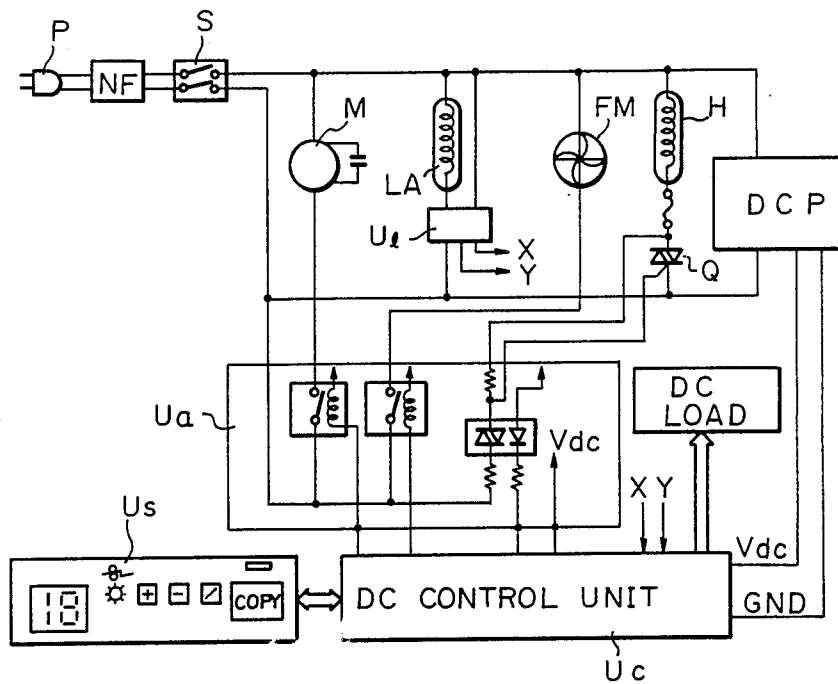 P
S
NF
M
LA
FM
H
DCP
Uℓ
X
Y
Q
DC
LOAD
Ua
Vdc
X Y
Us
Vdc
18
+
−
COPY
DC CONTROL UNIT
GND
Uc